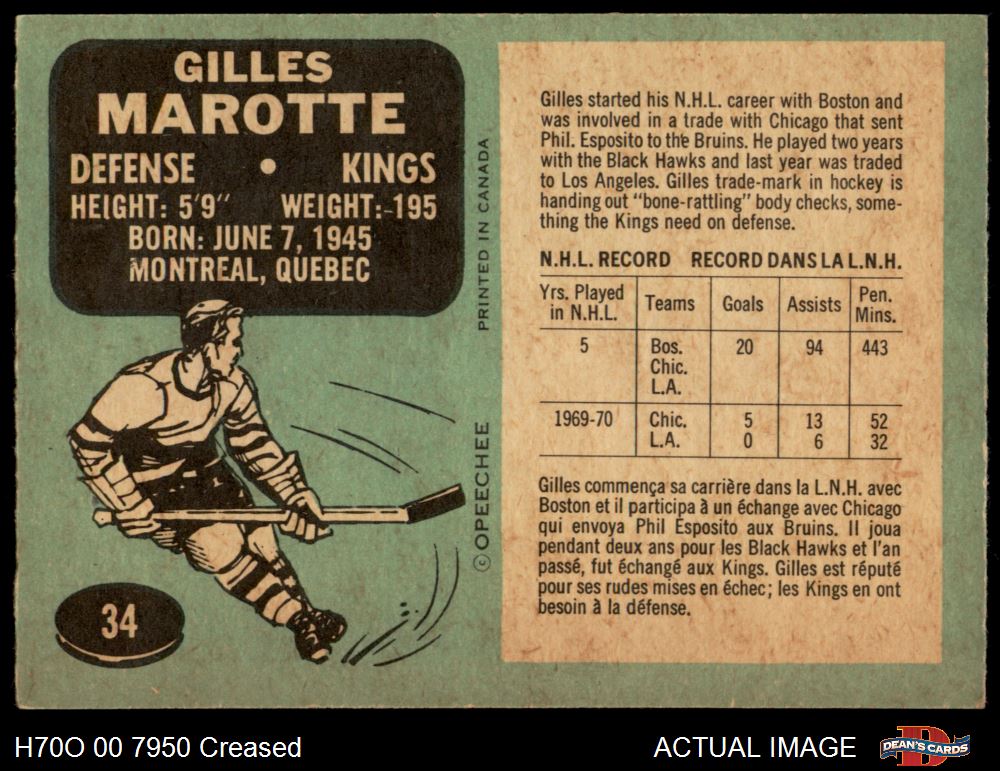 GILLES
MAROTTE
DEFENSE • KINGS
HEIGHT: 5'9" WEIGHT:-195
BORN: JUNE 7, 1945
MONTREAL, QUEBEC
34
PRINTED IN CANADA
© OPEECHEE
Gilles started his N.H.L. career with Boston and
was involved in a trade with Chicago that sent
Phil. Esposito to the Bruins. He played two years
with the Black Hawks and last year was traded
to Los Angeles. Gilles trade-mark in hockey is
handing out "bone-rattling" body checks, some-
thing the Kings need on defense.
N.H.L. RECORD RECORD DANS LA L.N.H.
Yrs. Played in N.H.L. Teams Goals Assists Pen. Mins.
5 Bos. 20 94 443
Chic.
L.A.
1969-70 Chic. 5 13 52
L.A. 0 6 32
Gilles commença sa carrière dans la L.N.H. avec
Boston et il participa à un échange avec Chicago
qui envoya Phil Esposito aux Bruins. Il joua
pendant deux ans pour les Black Hawks et l'an
passé, fut échangé aux Kings. Gilles est réputé
pour ses rudes mises en échec; les Kings en ont
besoin à la défense.
H70O 00 7950 Creased
ACTUAL IMAGE
DEAN'S CARDS